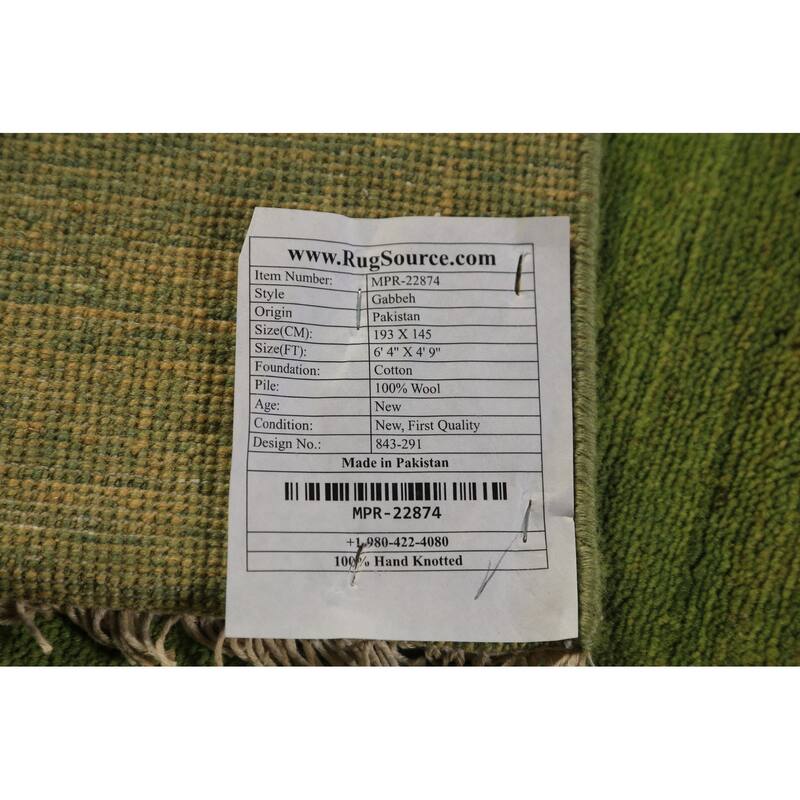 www.RugSource.com
Item Number: MPR-22874
Style Gabbeh
Origin Pakistan
Size(CM): 193 X 145
Size(FT): 6' 4" X 4' 9"
Foundation: Cotton
Pile: 100% Wool
Age: New
Condition: New, First Quality
Design No.: 843-291
Made in Pakistan
MPR-22874
+1-980-422-4080
100% Hand Knotted